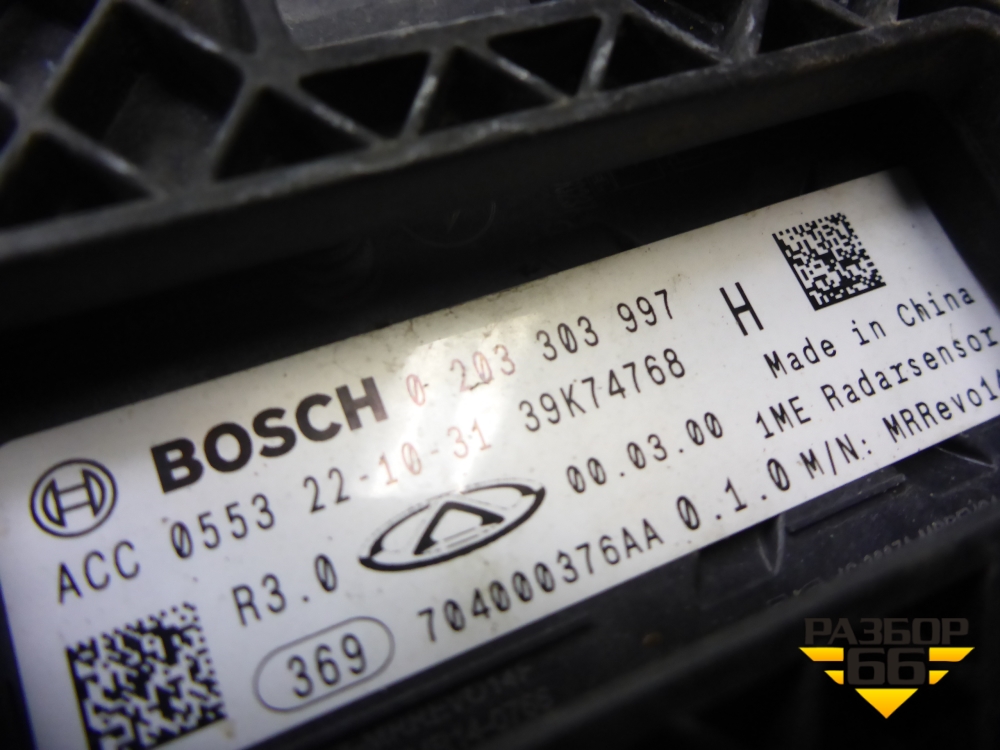 BOSCH 0 203 303 997 H
ACC 0553 22-10-31 39K74768 Made in China
R3.0 00.03.00 1ME Radarsensor
369 704000376AA 0.1.0 M/N: MRRevo14
РАЗБОР
66